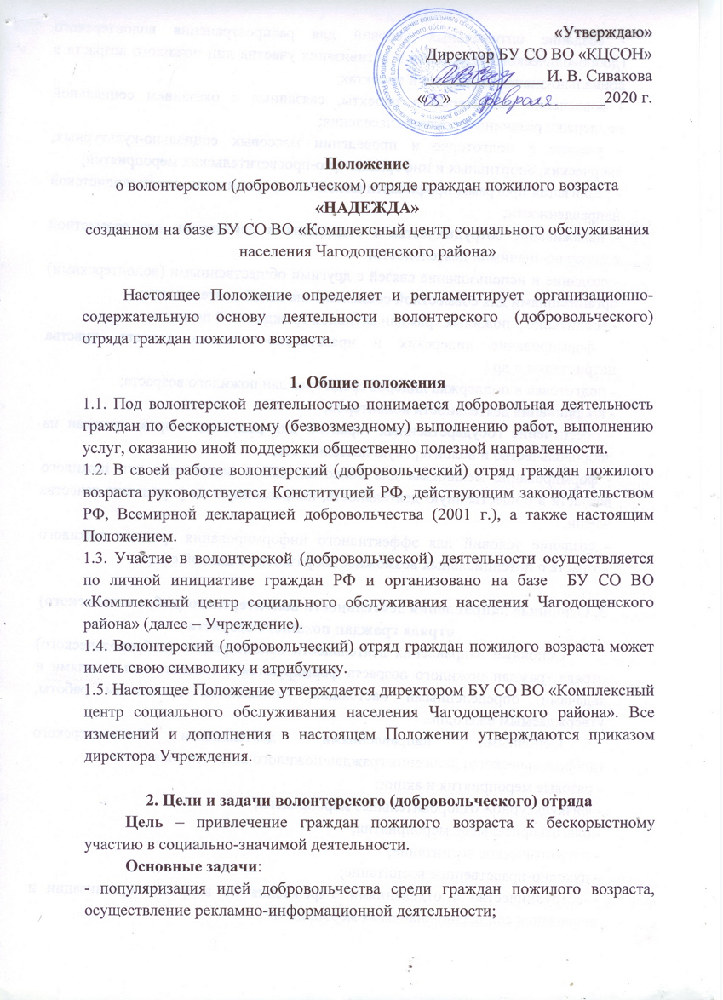 «Утверждаю»
Директор БУ СО ВО «КЦСОН»
И. В. Сивакова
«05» февраля 2020 г.
Положение
о волонтерском (добровольческом) отряде граждан пожилого возраста
«НАДЕЖДА»
созданном на базе БУ СО ВО «Комплексный центр социального обслуживания
населения Чагодощенского района»
Настоящее Положение определяет и регламентирует организационно-
содержательную основу деятельности волонтерского (добровольческого)
отряда граждан пожилого возраста.
1. Общие положения
1.1. Под волонтерской деятельностью понимается добровольная деятельность
граждан по бескорыстному (безвозмездному) выполнению работ, выполнению
услуг, оказанию иной поддержки общественно полезной направленности.
1.2. В своей работе волонтерский (добровольческий) отряд граждан пожилого
возраста руководствуется Конституцией РФ, действующим законодательством
РФ, Всемирной декларацией добровольчества (2001 г.), а также настоящим
Положением.
1.3. Участие в волонтерской (добровольческой) деятельности осуществляется
по личной инициативе граждан РФ и организовано на базе БУ СО ВО
«Комплексный центр социального обслуживания населения Чагодощенского
района» (далее – Учреждение).
1.4. Волонтерский (добровольческий) отряд граждан пожилого возраста может
иметь свою символику и атрибутику.
1.5. Настоящее Положение утверждается директором БУ СО ВО «Комплексный
центр социального обслуживания населения Чагодощенского района». Все
изменений и дополнения в настоящем Положении утверждаются приказом
директора Учреждения.
2. Цели и задачи волонтерского (добровольческого) отряда
Цель – привлечение граждан пожилого возраста к бескорыстному
участию в социально-значимой деятельности.
Основные задачи:
- популяризация идей добровольчества среди граждан пожилого возраста,
осуществление рекламно-информационной деятельности;